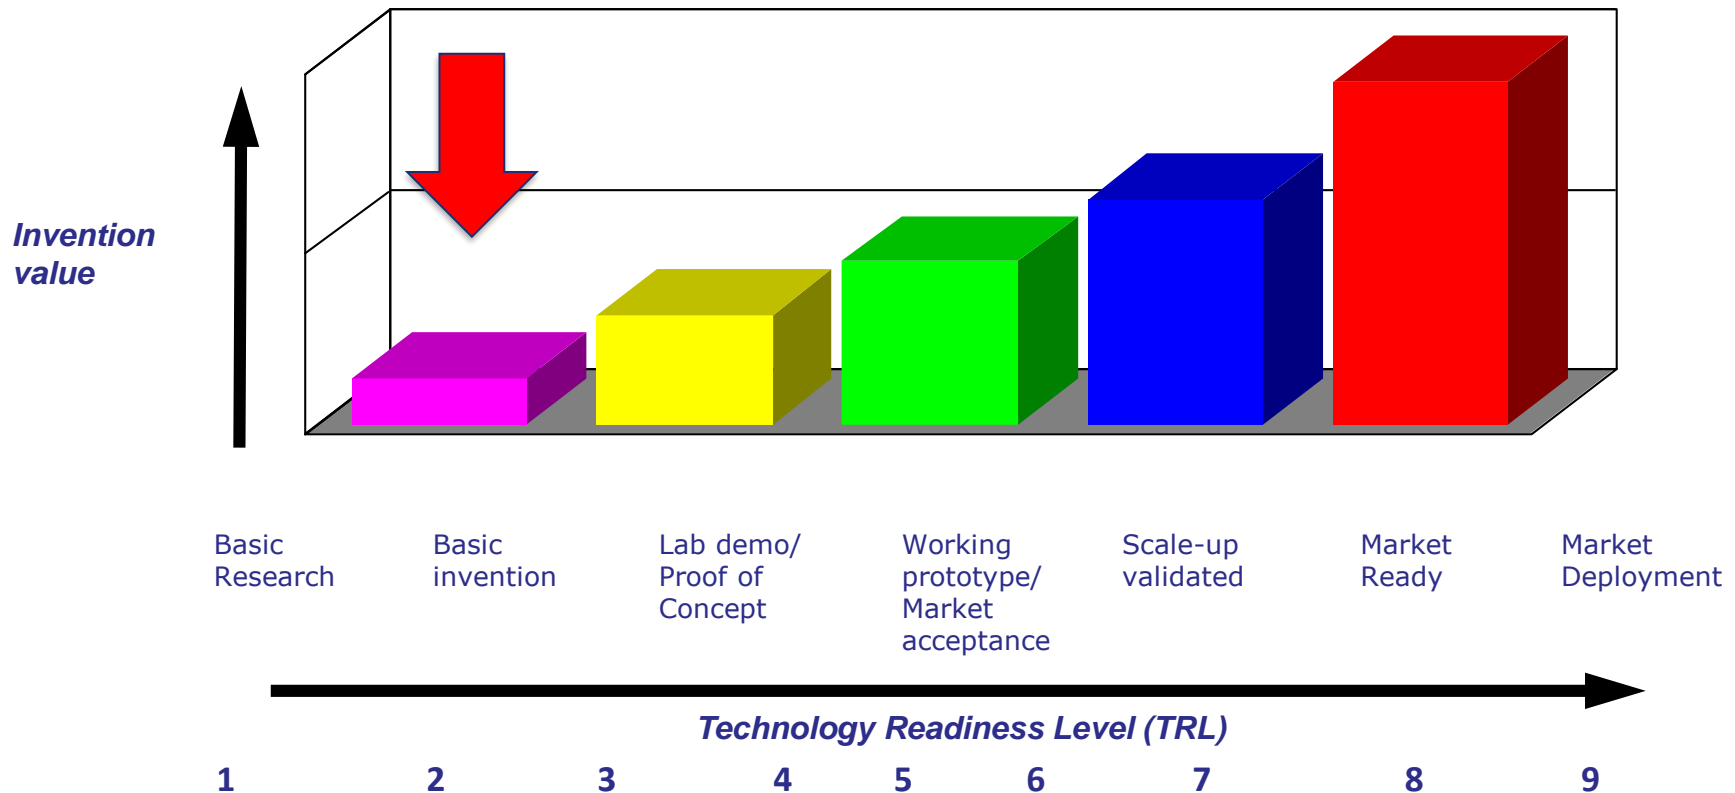 Invention
value
Basic
Research
Basic
invention
Lab demo/
Proof of
Concept
Working
prototype/
Market
acceptance
Scale-up
validated
Market
Ready
Market
Deployment
Technology Readiness Level (TRL)
1 2 3 4 5 6 7 8 9